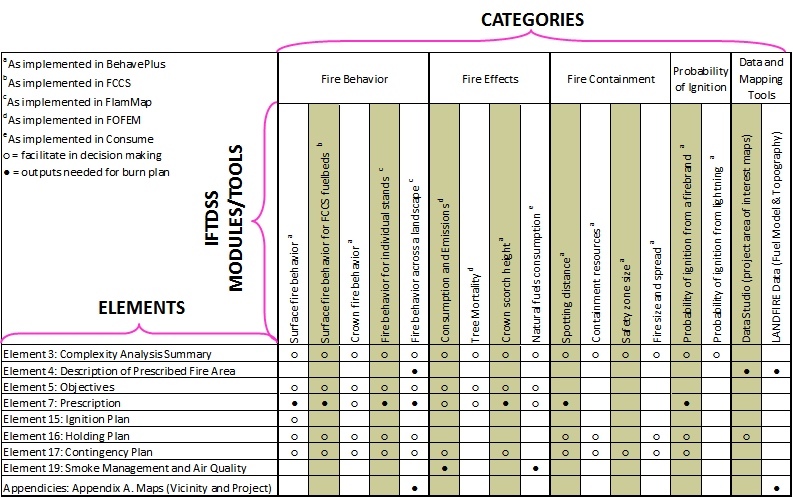 CATEGORIES
a As implemented in BehavePlus
b As implemented in FCCS
c As implemented in FlamMap
d As implemented in FOFEM
e As implemented in Consume
o = facilitate in decision making
● = outputs needed for burn plan
Fire Behavior
Fire Effects
Fire Containment
Probability
of Ignition
Data and
Mapping
Tools
IFTDSS
MODULES/TOOLS
ELEMENTS
Surface fire behavior a
Surface fire behavior for FCCS fuelbeds b
Crown fire behavior a
Fire behavior for individual stands c
Fire behavior across a landscape c
Consumption and Emissions d
Tree Mortality d
Crown scorch height a
Natural fuels consumption e
Spotting distance a
Containment resources a
Safety zone size a
Fire size and spread a
Probability of ignition from a firebrand a
Probability of ignition from lightning a
Data Studio (project area of interest maps)
LANDFIRE Data (Fuel Model & Topography)
Element 3: Complexity Analysis Summary o o o o o o o o o o o o o o o
Element 4: Description of Prescribed Fire Area ● ● ●
Element 5: Objectives o o o o o o o o o
Element 7: Prescription ● ● o ● ● o o ● o ● ●
Element 15: Ignition Plan o
Element 16: Holding Plan o o o o o o o o o o
Element 17: Contingency Plan o o o o o o o o o o o o
Element 19: Smoke Management and Air Quality ● ●
Appendicies: Appendix A. Maps (Vicinity and Project) ● ●